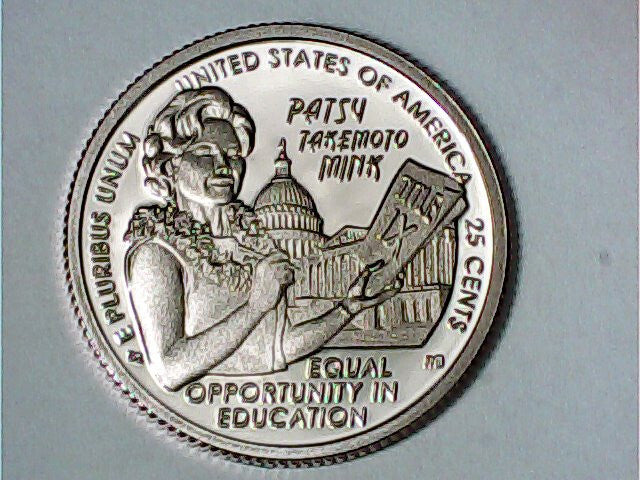 UNITED STATES OF AMERICA
PATSY
TAKEMOTO
MINK
E PLURIBUS UNUM
TITLE
IX
25 CENTS
EQUAL
OPPORTUNITY IN
EDUCATION